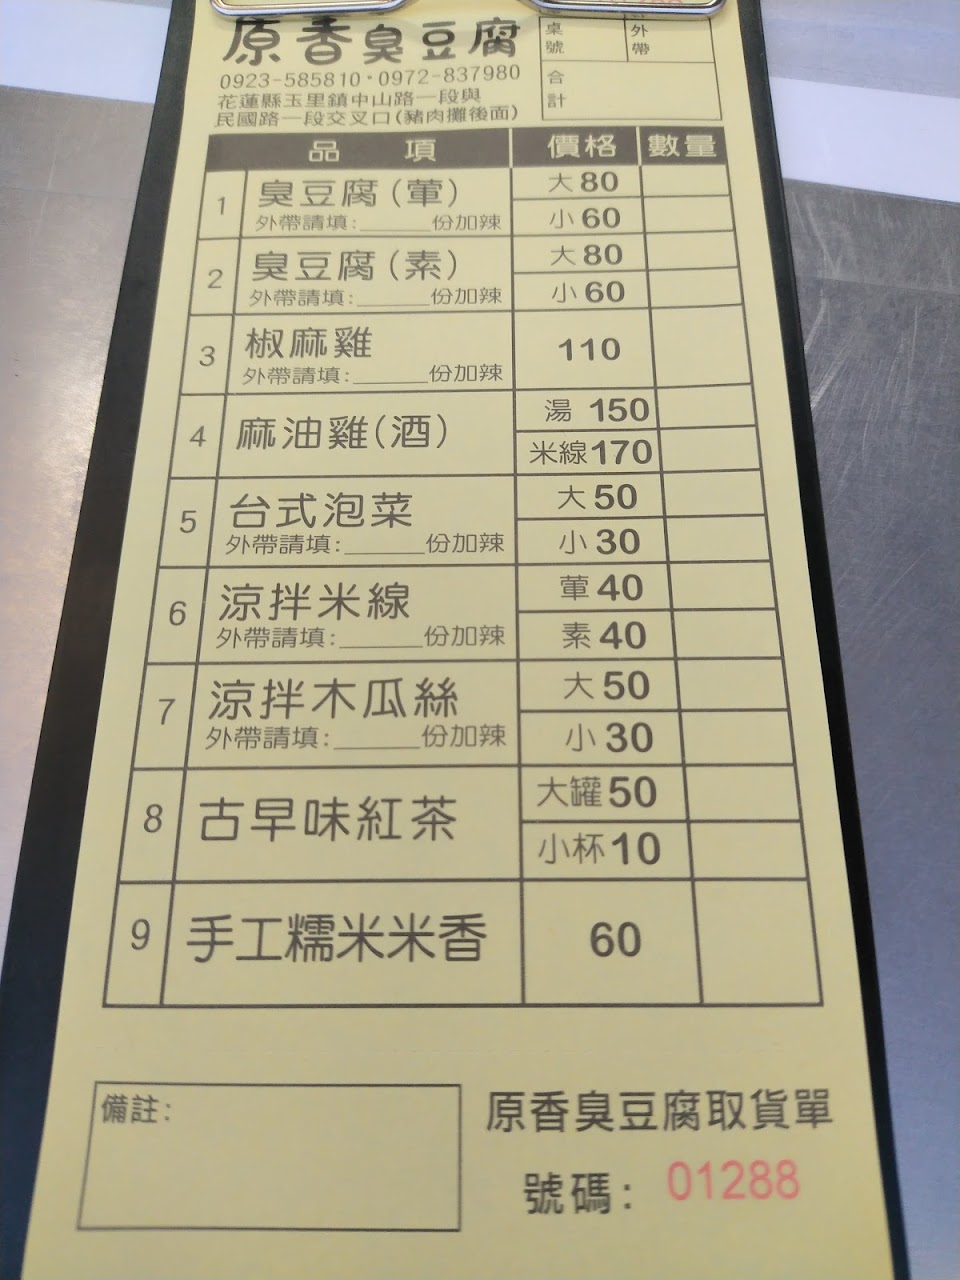 原香臭豆腐
桌號
外帶
合計
0923-585810·0972-837980
花蓮縣玉里鎮中山路一段與
民國路一段交叉口(豬肉攤後面)
品項 價格 數量
1 臭豆腐(葷) 大80
外帶請填:______份加辣 小60
2 臭豆腐(素) 大80
外帶請填:______份加辣 小60
3 椒麻雞 110
外帶請填:______份加辣
4 麻油雞(酒) 湯 150
米線170
5 台式泡菜 大50
外帶請填:______份加辣 小30
6 涼拌米線 葷40
外帶請填:______份加辣 素40
7 涼拌木瓜絲 大50
外帶請填:______份加辣 小30
8 古早味紅茶 大罐50
小杯10
9 手工糯米米香 60
備註:
原香臭豆腐取貨單
號碼: 01288